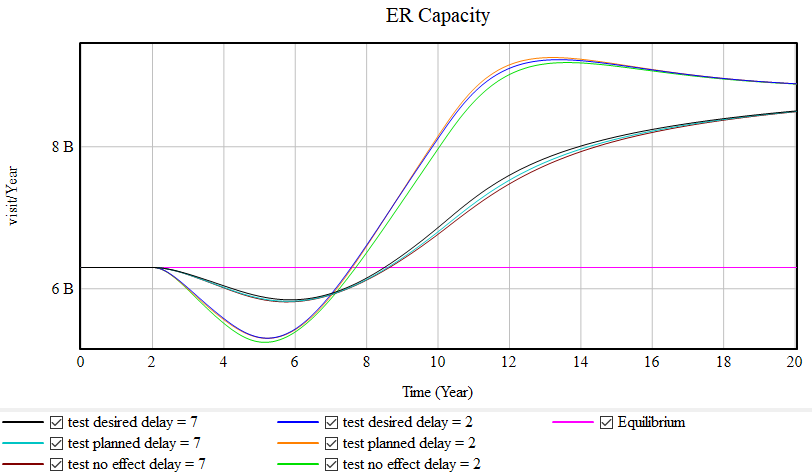 ER Capacity
8 B
6 B
visit/Year
0 2 4 6 8 10 12 14 16 18 20
Time (Year)
test desired delay = 7 test desired delay = 2 Equilibrium
test planned delay = 7 test planned delay = 2
test no effect delay = 7 test no effect delay = 2